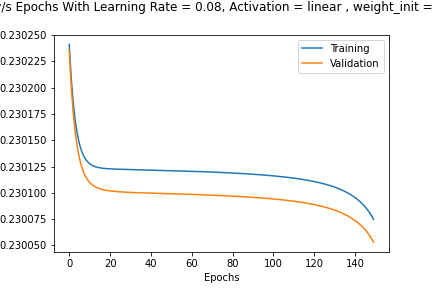 /s Epochs With Learning Rate = 0.08, Activation = linear , weight_init =
0.230250
0.230225
0.230200
0.230175
0.230150
0.230125
0.230100
0.230075
0.230050
Training
Validation
0 20 40 60 80 100 120 140
Epochs